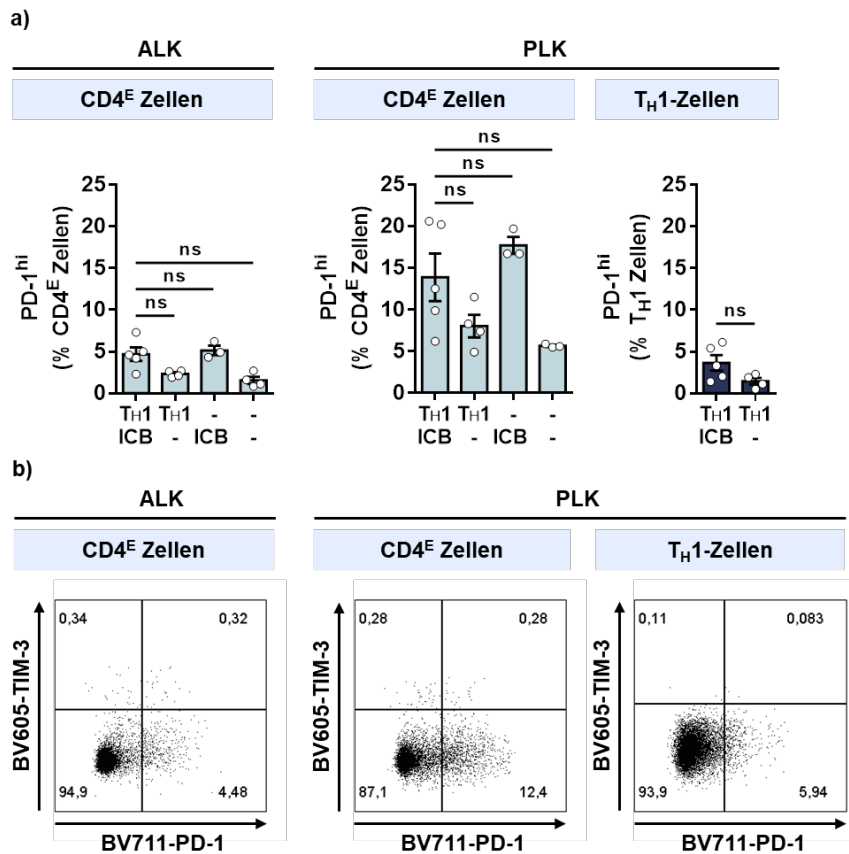 a)
ALK
PLK
CD4ᴱ Zellen
CD4ᴱ Zellen
TH1-Zellen
PD-1hi
(% CD4ᴱ Zellen)
25
20
15
10
5
0
ns
ns
ns
TH1 TH1 - -
ICB - ICB -
PD-1hi
(% CD4ᴱ Zellen)
25
20
15
10
5
0
ns
ns
ns
TH1 TH1 - -
ICB - ICB -
PD-1hi
(% TH1 Zellen)
25
20
15
10
5
0
ns
TH1 TH1
ICB -
b)
ALK
PLK
CD4ᴱ Zellen
CD4ᴱ Zellen
TH1-Zellen
BV605-TIM-3
0,34 0,32
94,9 4,48
BV711-PD-1
BV605-TIM-3
0,28 0,28
87,1 12,4
BV711-PD-1
BV605-TIM-3
0,11 0,083
93,9 5,94
BV711-PD-1